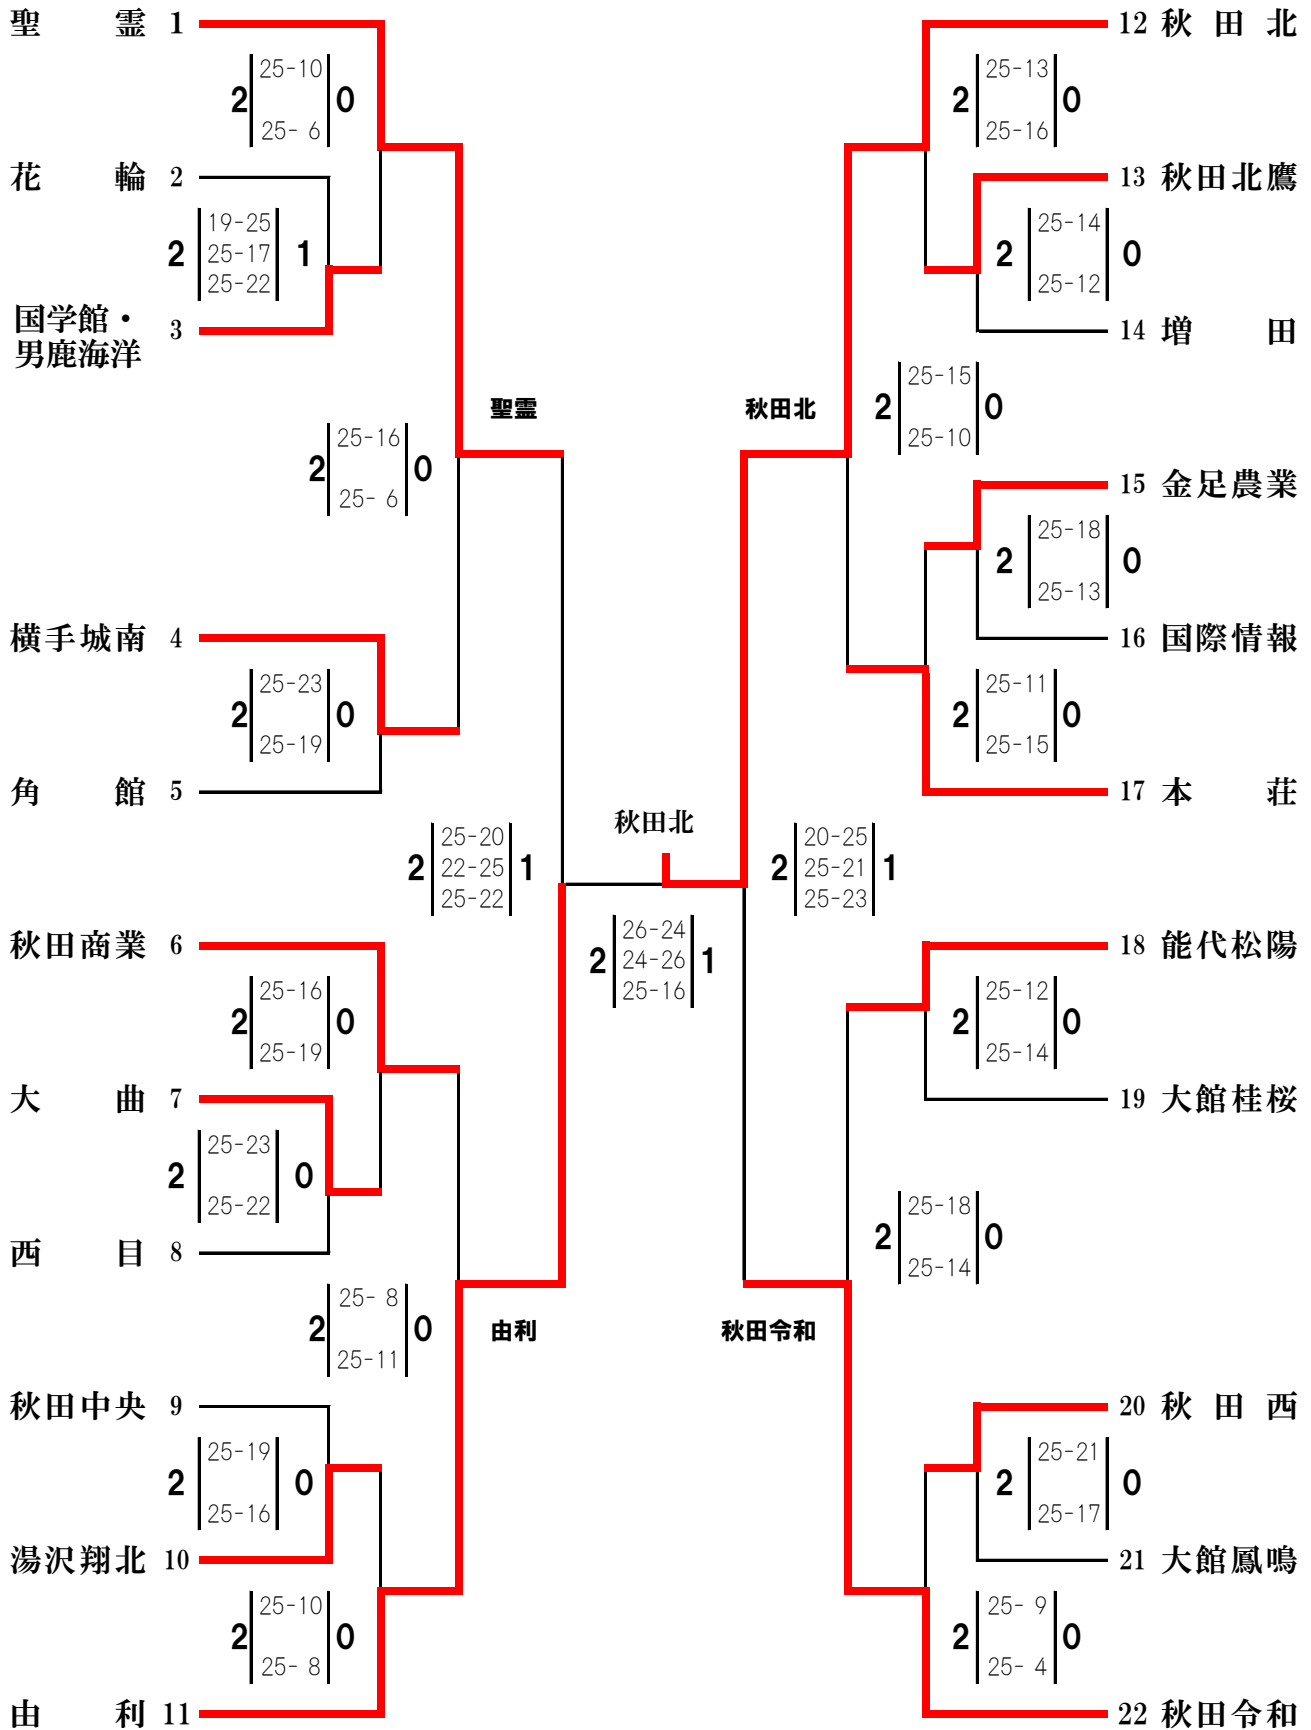 聖霊 1
25-10
2 0
25- 6
花輪 2
19-25
2 25-17 1
25-22
国学館・
男鹿海洋 3
聖霊
25-16
2 0
25- 6
横手城南 4
25-23
2 0
25-19
角館 5
25-20
2 22-25 1
25-22
秋田商業 6
25-16
2 0
25-19
大曲 7
25-23
2 0
25-22
西目 8
25- 8
2 0
25-11
由利
秋田中央 9
25-19
2 0
25-16
湯沢翔北 10
25-10
2 0
25- 8
由利 11
秋田北
26-24
2 24-26 1
25-16
12 秋田北
25-13
2 0
25-16
13 秋田北鷹
25-14
2 0
25-12
14 増田
秋田北
25-15
2 0
25-10
15 金足農業
25-18
2 0
25-13
16 国際情報
25-11
2 0
25-15
17 本荘
20-25
2 25-21 1
25-23
18 能代松陽
25-12
2 0
25-14
19 大館桂桜
25-18
2 0
25-14
秋田令和
20 秋田西
25-21
2 0
25-17
21 大館鳳鳴
25- 9
2 0
25- 4
22 秋田令和